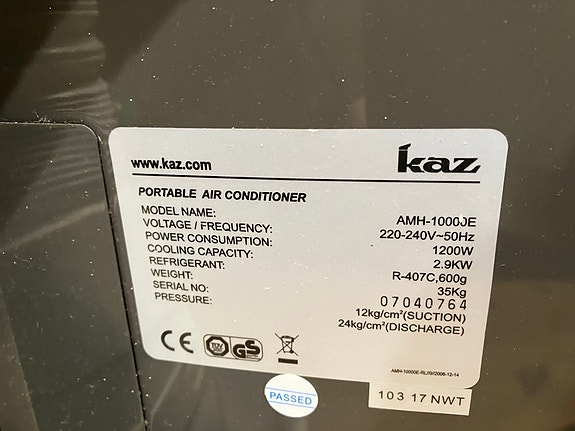 www.kaz.com
kaz
PORTABLE AIR CONDITIONER
MODEL NAME: AMH-10000E
VOLTAGE / FREQUENCY: 220-240V~50Hz
POWER CONSUMPTION: 1200W
COOLING CAPACITY: 2.9KW
REFRIGERANT: R-407C,600g
WEIGHT: 35Kg
SERIAL NO: 07040764
PRESSURE: 12kg/cm²(SUCTION)
24kg/cm²(DISCHARGE)
CE
TÜV
GS
PASSED
103 17 NWT